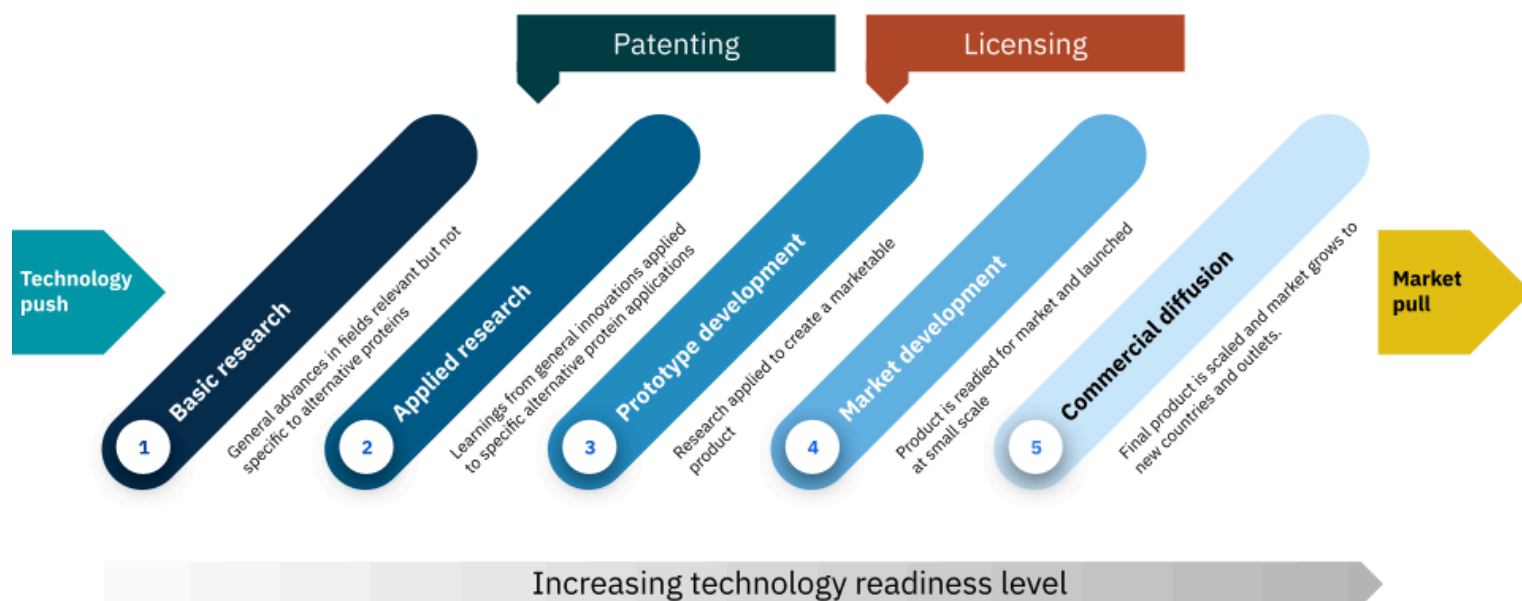 Patenting
Licensing
Technology
push
1
Basic research
General advances in fields relevant but not
specific to alternative proteins
2
Applied research
Learnings from general innovations applied
to specific alternative protein applications
3
Prototype development
Research applied to create a marketable
product
4
Market development
Product is readied for market and launched
at small scale
5
Commercial diffusion
Final product is scaled and market grows to
new countries and outlets.
Market
pull
Increasing technology readiness level